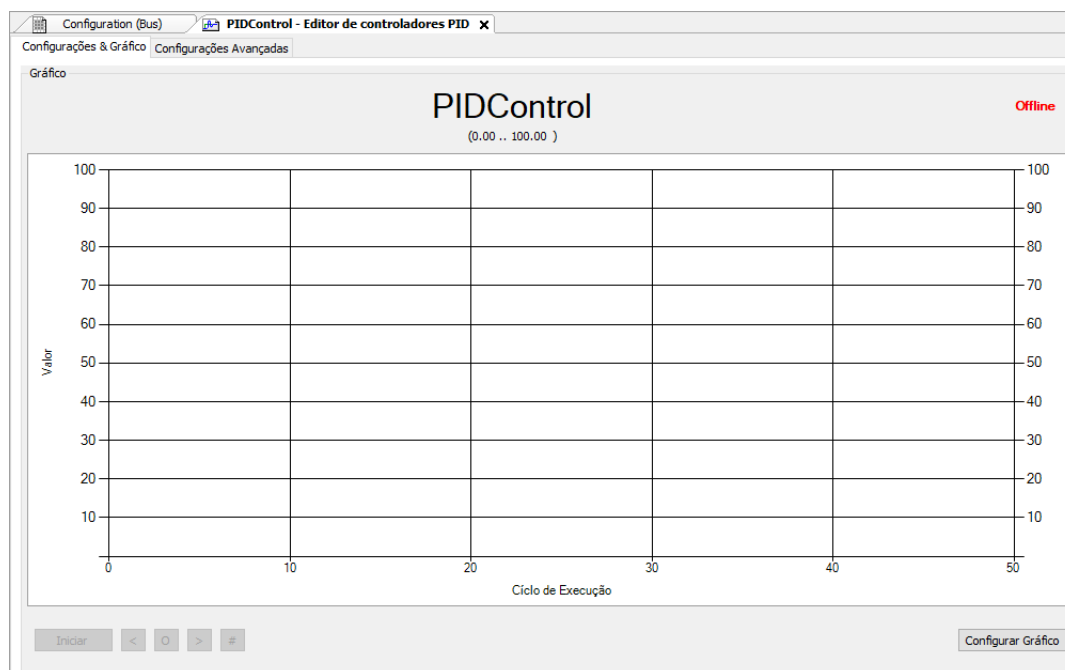 Configuration (Bus) PIDControl - Editor de controladores PID X
Configurações & Gráfico Configurações Avançadas
Gráfico
PIDControl
Offline
(0.00 .. 100.00 )
100 100
90 90
80 80
70 70
60 60
Valor
50 50
40 40
30 30
20 20
10 10
0 10 20 30 40 50
Cíclo de Execução
Iniciar < O > # Configurar Gráfico